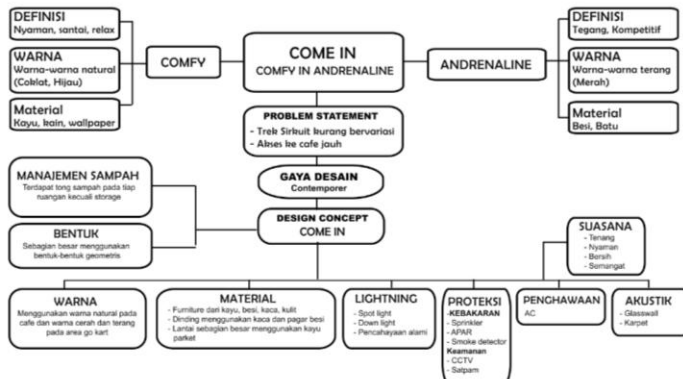 DEFINISI
Nyaman, santai, relax
WARNA
Warna-warna natural
(Coklat, Hijau)
Material
Kayu, kain, wallpaper
COMFY
COME IN
COMFY IN ANDRENALINE
ANDRENALINE
DEFINISI
Tegang, Kompetitif
WARNA
Warna-warna terang
(Merah)
Material
Besi, Batu
PROBLEM STATEMENT
- Trek Sirkuit kurang bervariasi
- Akses ke cafe jauh
GAYA DESAIN
Contemporer
DESIGN CONCEPT
COME IN
MANAJEMEN SAMPAH
Terdapat tong sampah pada tiap
ruangan kecuali storage
BENTUK
Sebagian besar menggunakan
bentuk-bentuk geometris
SUASANA
- Tenang
- Nyaman
- Bersih
- Semangat
WARNA
Menggunakan warna natural pada
cafe dan warna cerah dan terang
pada area go kart
MATERIAL
- Furniture dari kayu, besi, kaca, kulit
- Dinding menggunakan kaca dan pagar besi
- Lantai sebagian besar menggunakan kayu
parket
LIGHTNING
- Spot light
- Down light
- Pencahayaan alami
PROTEKSI
-KEBAKARAN
- Sprinkler
- APAR
- Smoke detector
Keamanan
- CCTV
- Satpam
PENGHAWAAN
AC
AKUSTIK
- Glasswall
- Karpet